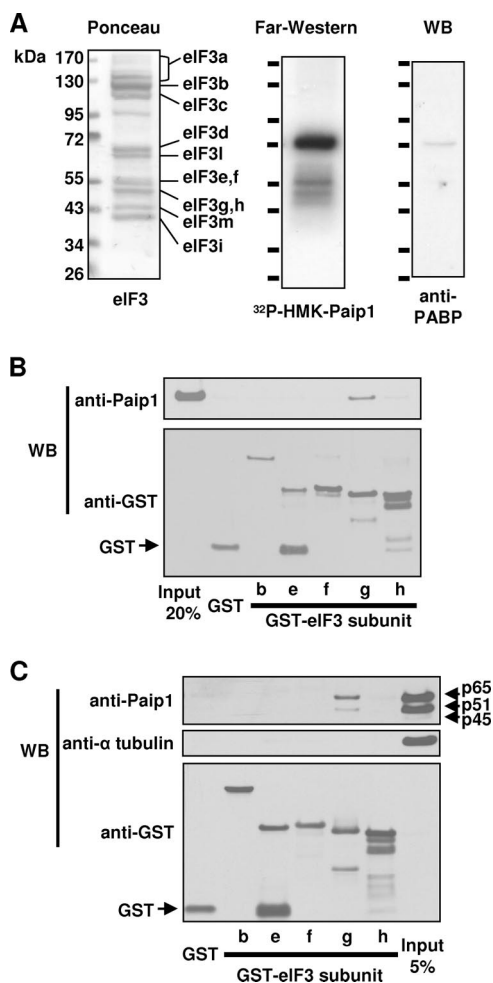 A
Ponceau
Far-Western
WB
kDa
170
130
95
72
55
43
34
26
eIF3a
eIF3b
eIF3c
eIF3d
eIF3l
eIF3e,f
eIF3g,h
eIF3m
eIF3i
eIF3
³²P-HMK-Paip1
anti-
PABP
B
WB
anti-Paip1
anti-GST
GST
Input
20%
GST
b e f g h
GST-eIF3 subunit
C
WB
anti-Paip1
p65
p51
p45
anti-α tubulin
anti-GST
GST
GST
b e f g h
Input
5%
GST-eIF3 subunit